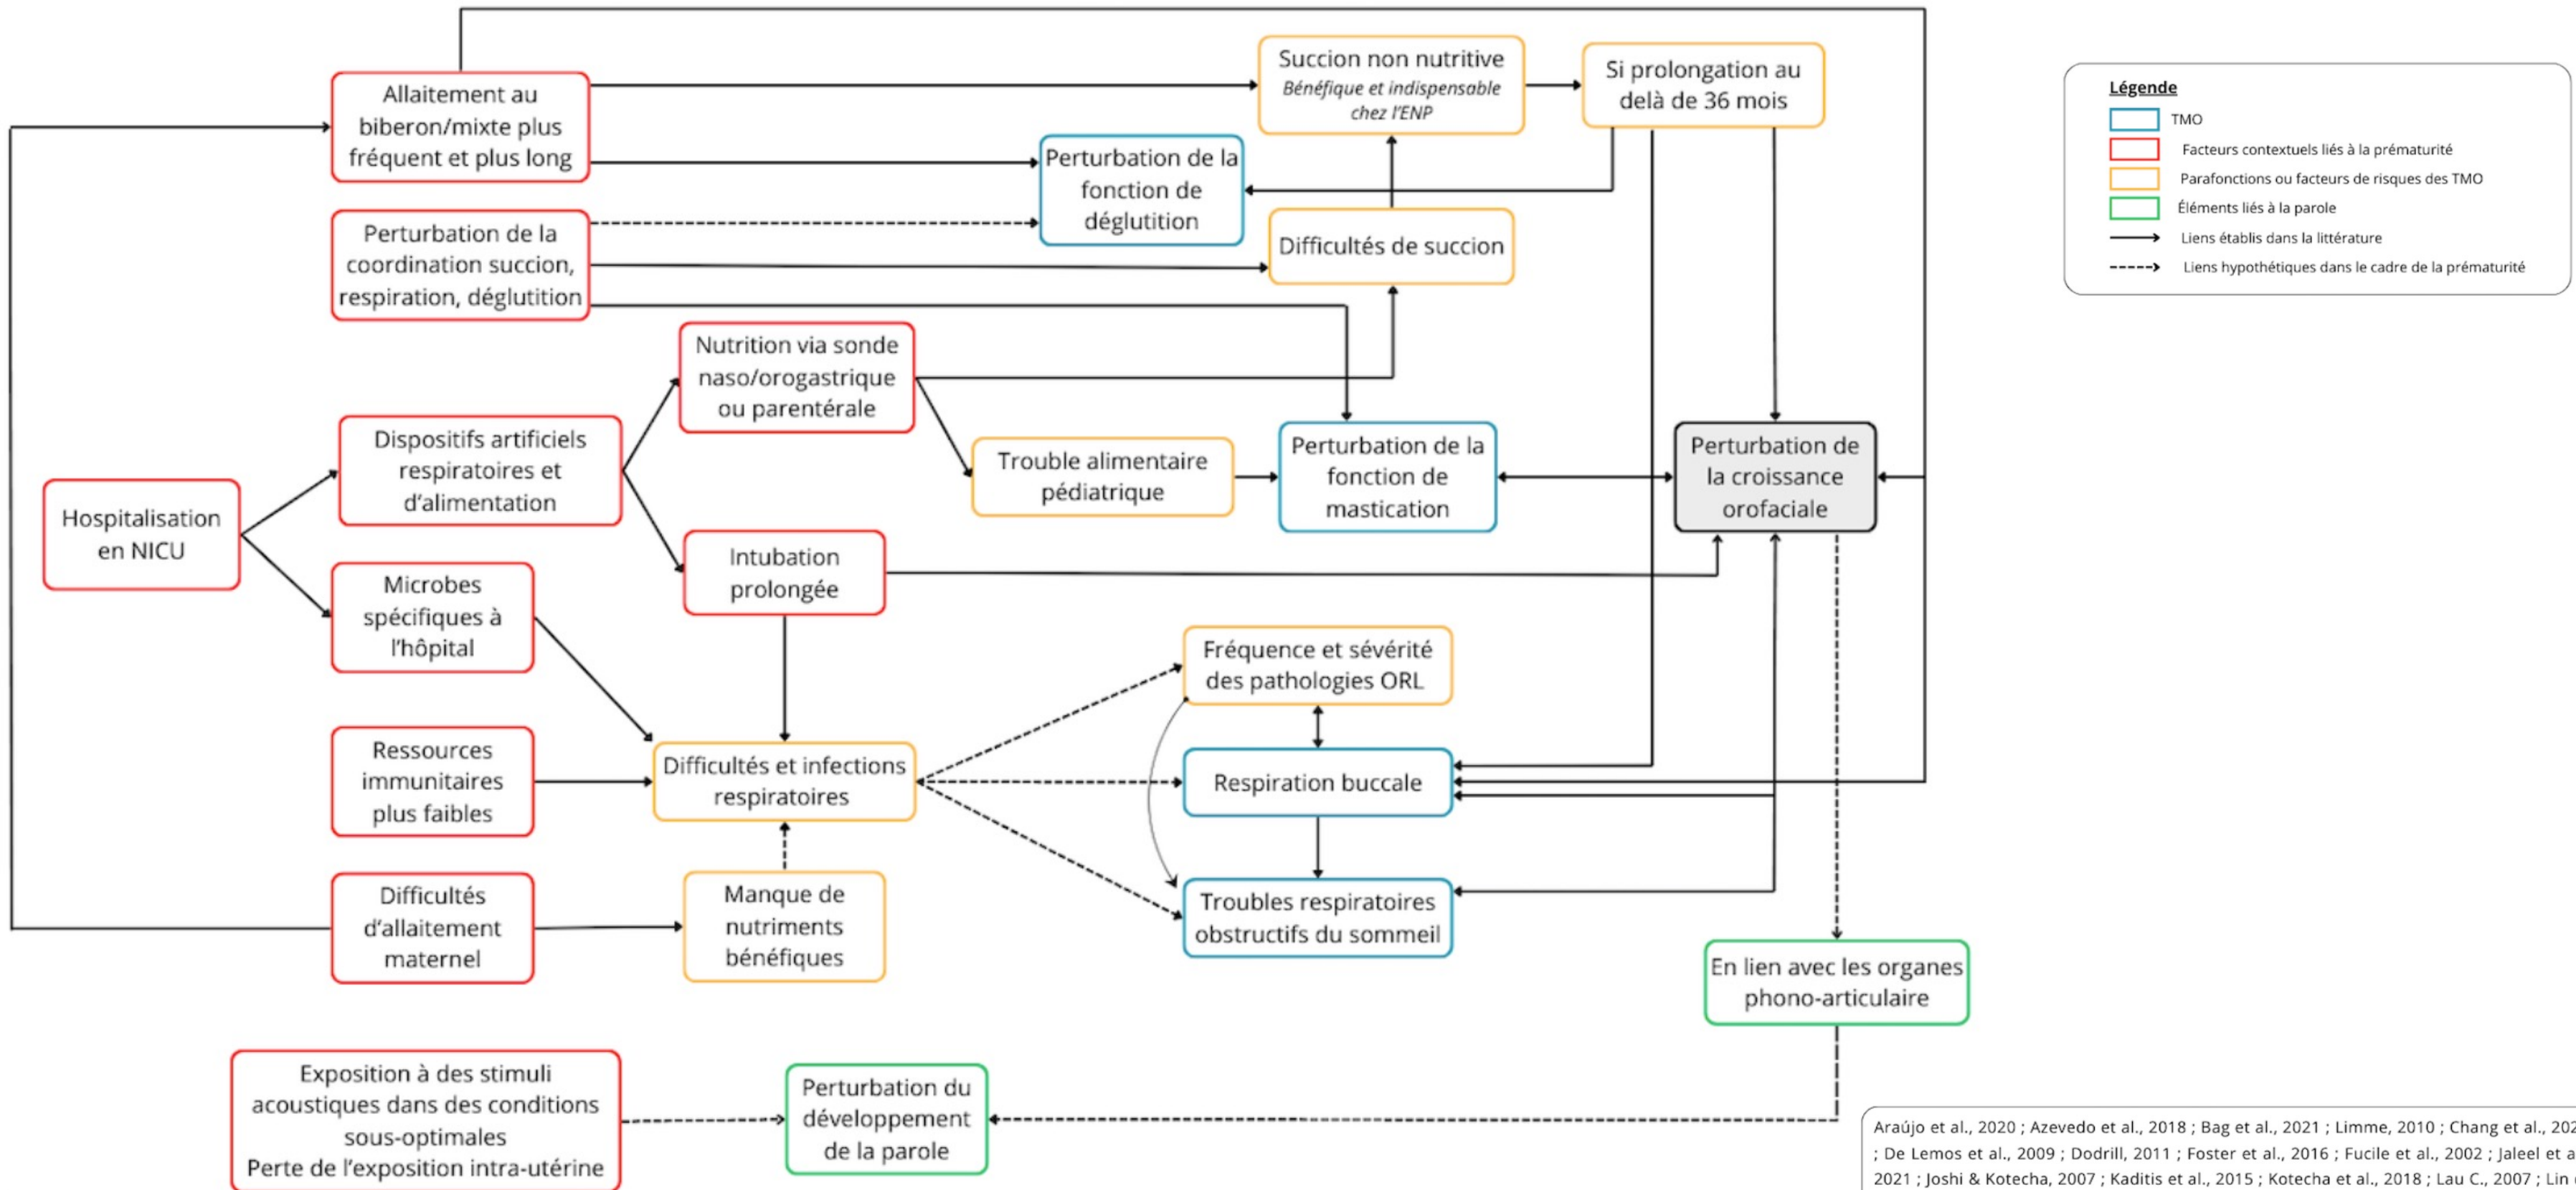 Allaitement au
biberon/mixte plus
fréquent et plus long
Succion non nutritive
Bénéfique et indispensable
chez l'ENP
Si prolongation au
delà de 36 mois
Légende
TMO
Facteurs contextuels liés à la prématurité
Parafonctions ou facteurs de risques des TMO
Éléments liés à la parole
Liens établis dans la littérature
Liens hypothétiques dans le cadre de la prématurité
Perturbation de la
fonction de
déglutition
Perturbation de la
coordination succion,
respiration, déglutition
Difficultés de succion
Nutrition via sonde
naso/orogastrique
ou parentérale
Dispositifs artificiels
respiratoires et
d'alimentation
Trouble alimentaire
pédiatrique
Perturbation de la
fonction de
mastication
Perturbation de
la croissance
orofaciale
Hospitalisation
en NICU
Intubation
prolongée
Microbes
spécifiques à
l'hôpital
Fréquence et sévérité
des pathologies ORL
Ressources
immunitaires
plus faibles
Difficultés et infections
respiratoires
Respiration buccale
Difficultés
d'allaitement
maternel
Manque de
nutriments
bénéfiques
Troubles respiratoires
obstructifs du sommeil
En lien avec les organes
phono-articulaire
Exposition à des stimuli
acoustiques dans des conditions
sous-optimales
Perte de l'exposition intra-utérine
Perturbation du
développement
de la parole
Araújo et al., 2020 ; Azevedo et al., 2018 ; Bag et al., 2021 ; Limme, 2010 ; Chang et al., 202
; De Lemos et al., 2009 ; Dodrill, 2011 ; Foster et al., 2016 ; Fucile et al., 2002 ; Jaleel et a
2021 ; Joshi & Kotecha, 2007 ; Kaditis et al., 2015 ; Kotecha et al., 2018 ; Lau C., 2007 ; Lin